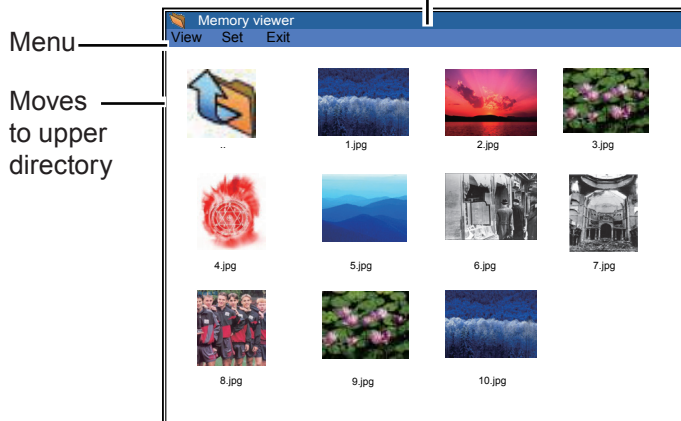 Memory viewer
View Set Exit
Menu
Moves
to upper
directory
..
1.jpg
2.jpg
3.jpg
4.jpg
5.jpg
6.jpg
7.jpg
8.jpg
9.jpg
10.jpg